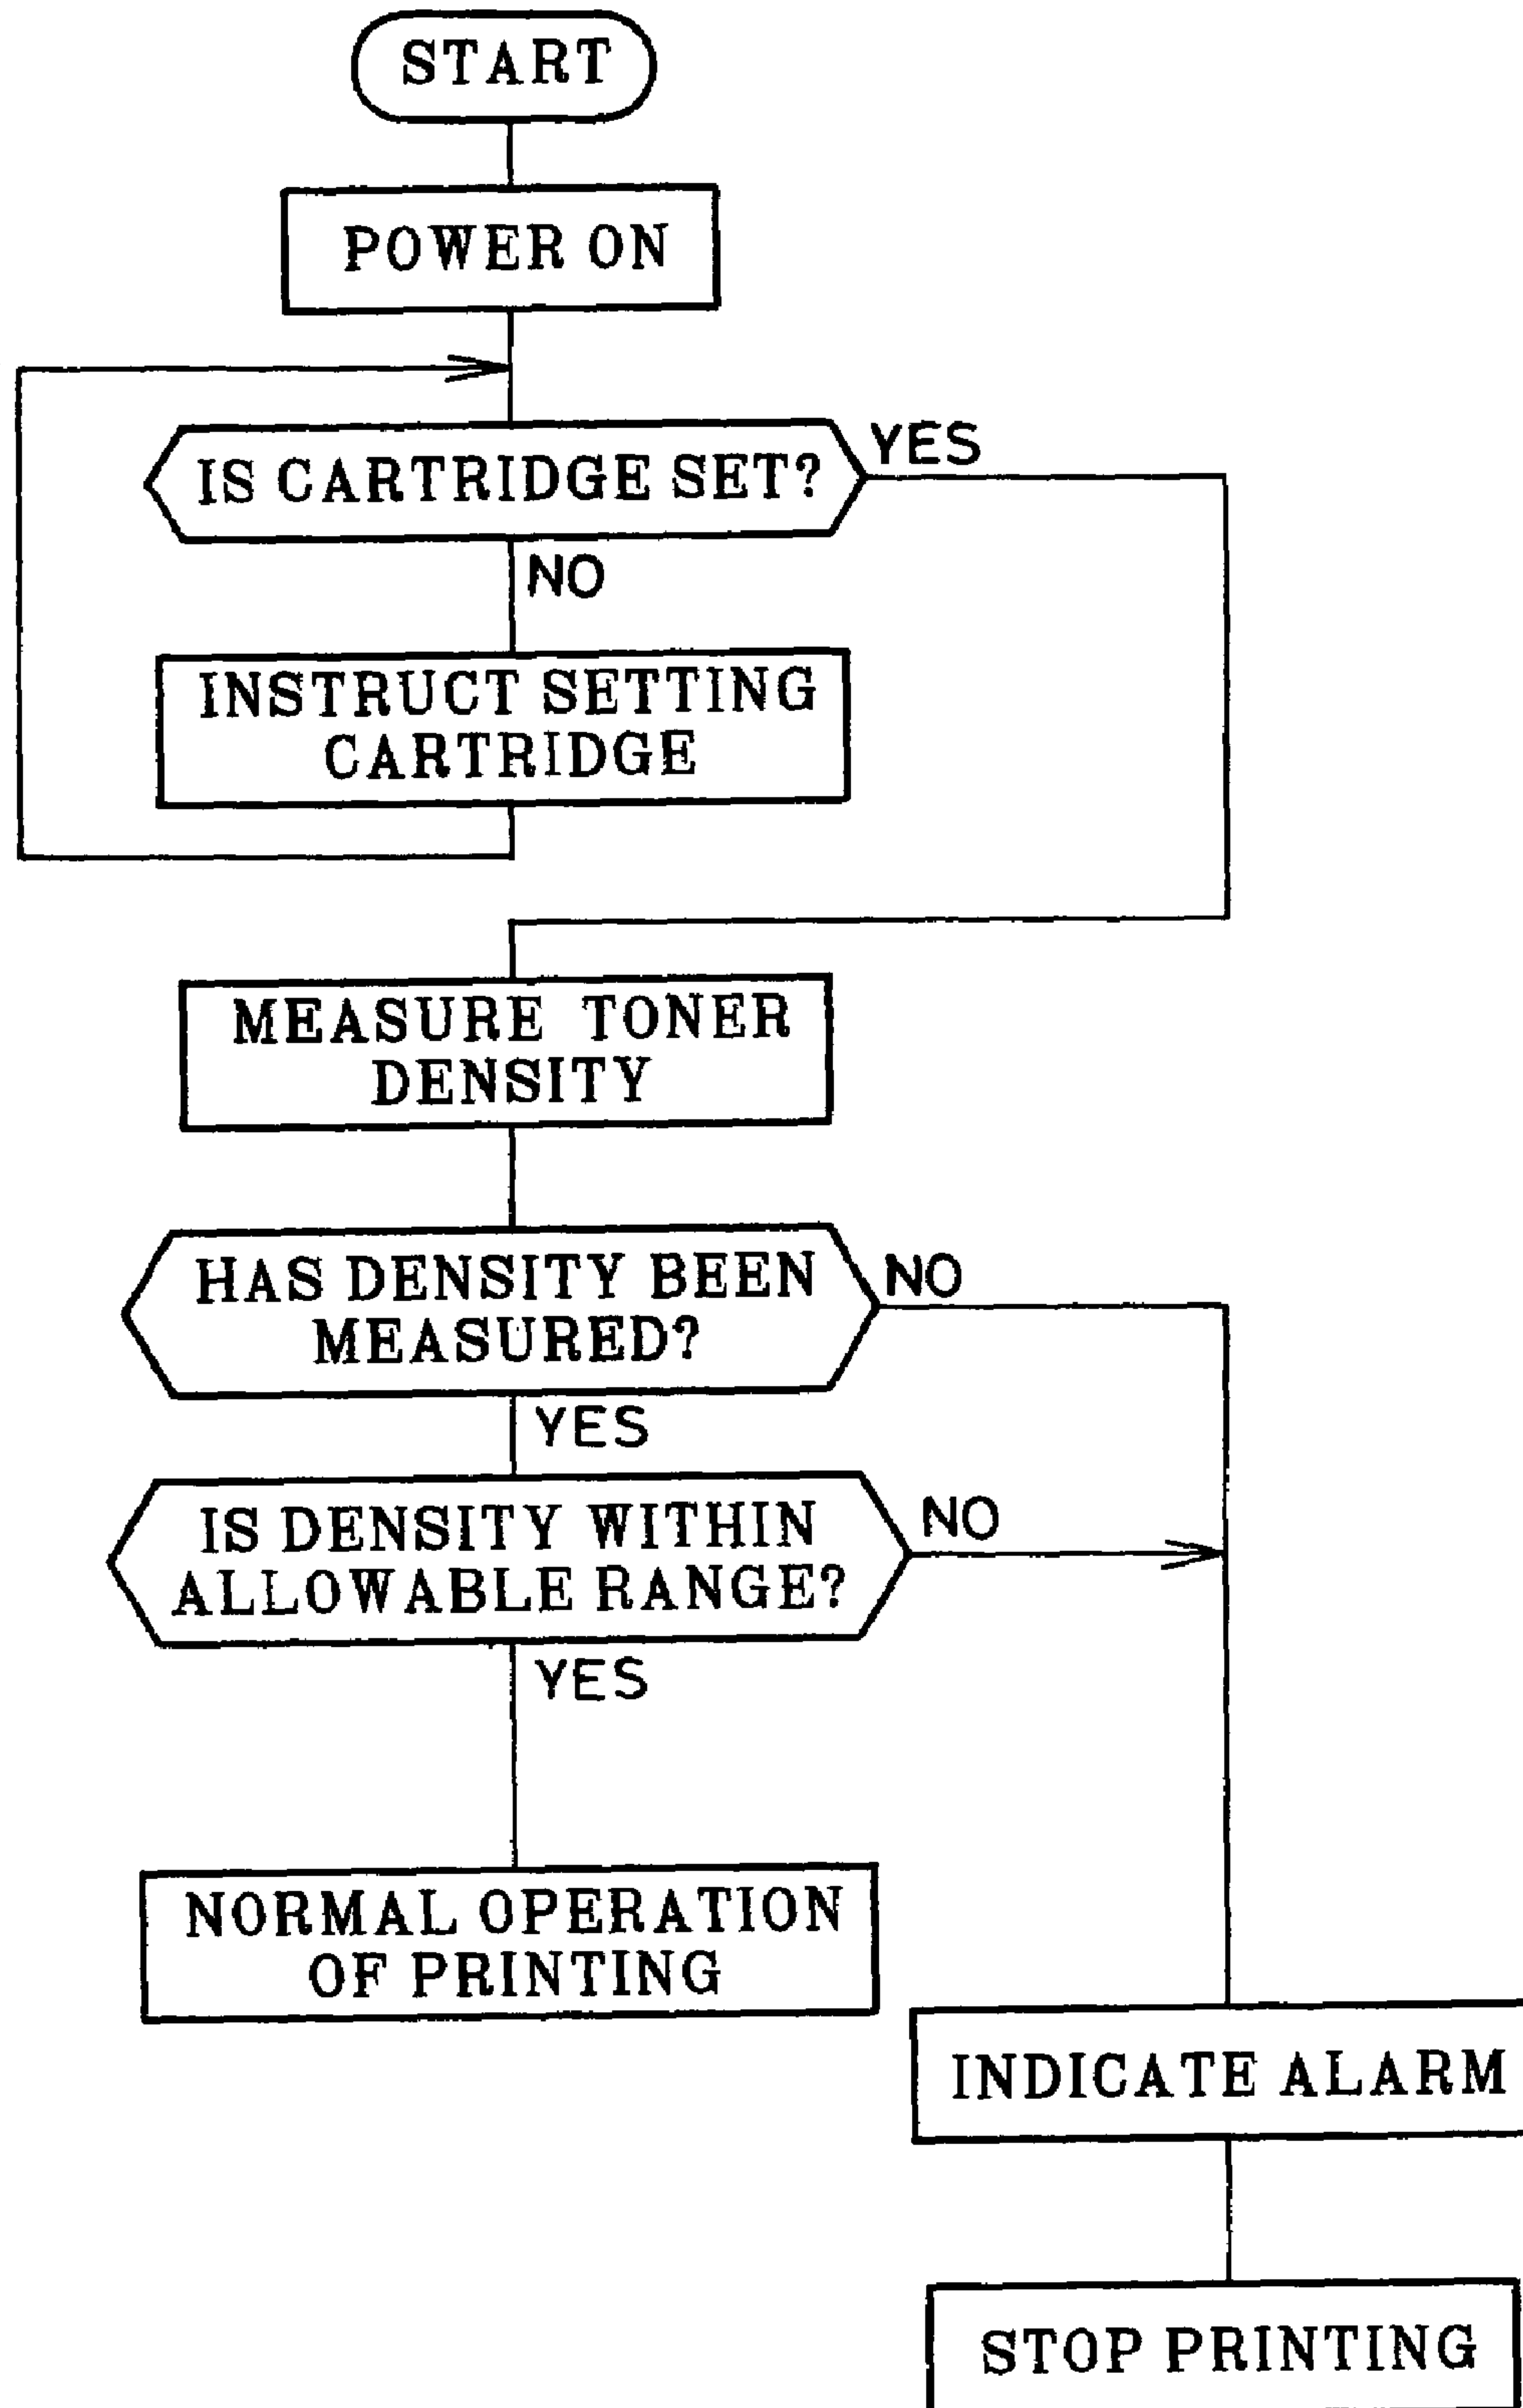 START
POWER ON
IS CARTRIDGE SET?
YES
NO
INSTRUCT SETTING
CARTRIDGE
MEASURE TONER
DENSITY
HAS DENSITY BEEN
MEASURED?
NO
YES
IS DENSITY WITHIN
ALLOWABLE RANGE?
NO
YES
NORMAL OPERATION
OF PRINTING
INDICATE ALARM
STOP PRINTING